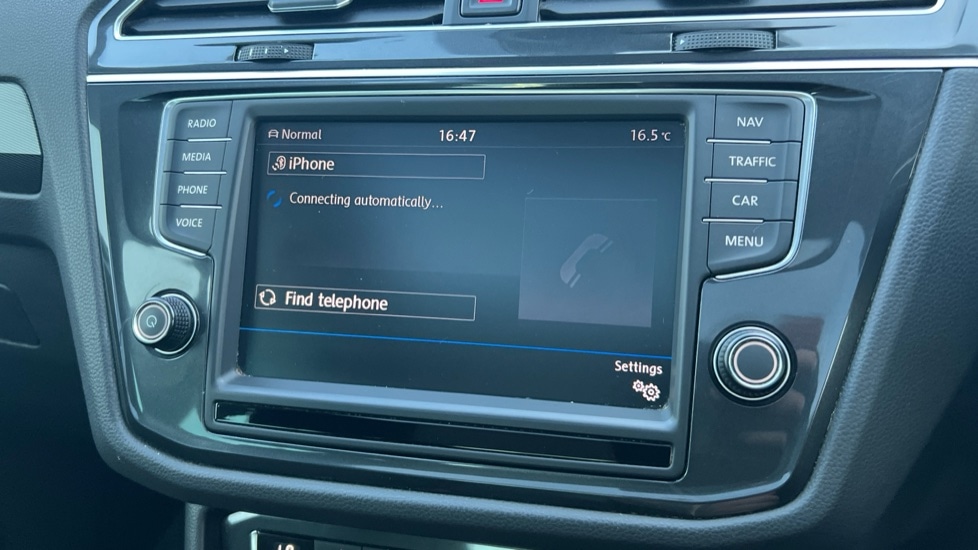 RADIO
MEDIA
PHONE
VOICE
Normal 16:47 16.5 °C
iPhone
Connecting automatically...
Find telephone
Settings
NAV
TRAFFIC
CAR
MENU